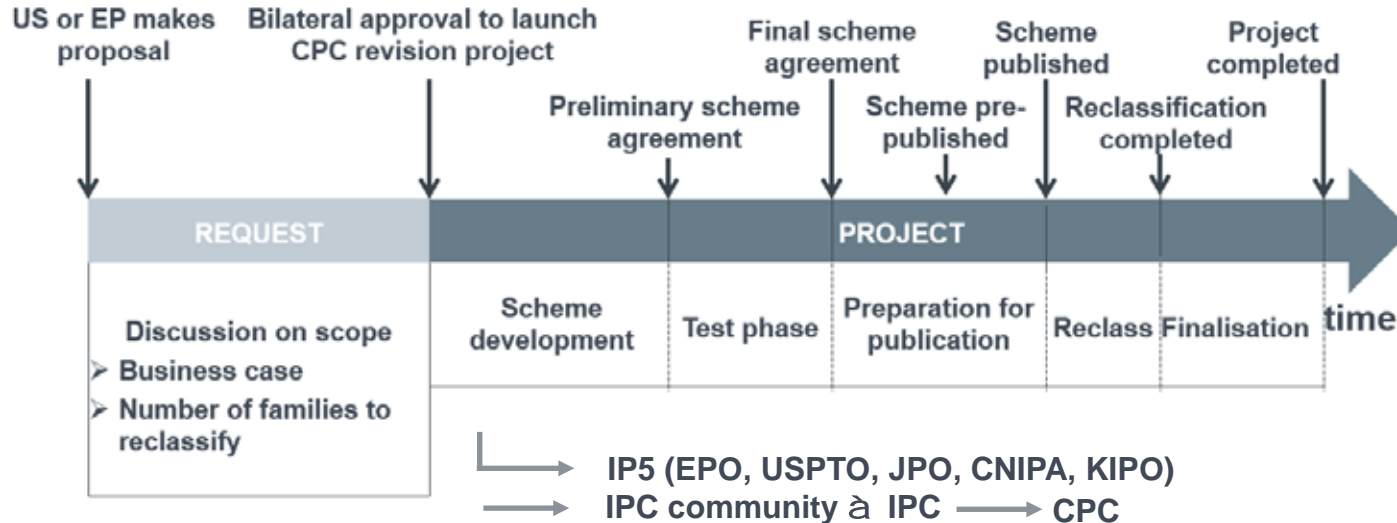 US or EP makes
proposal
Bilateral approval to launch
CPC revision project
Preliminary scheme
agreement
Final scheme
agreement
Scheme pre-
published
Scheme
published
Reclassification
completed
Project
completed
REQUEST
PROJECT
time
Discussion on scope
➢ Business case
➢ Number of families to
reclassify
Scheme
development
Test phase
Preparation for
publication
Reclass
Finalisation
IP5 (EPO, USPTO, JPO, CNIPA, KIPO)
IPC community à IPC → CPC